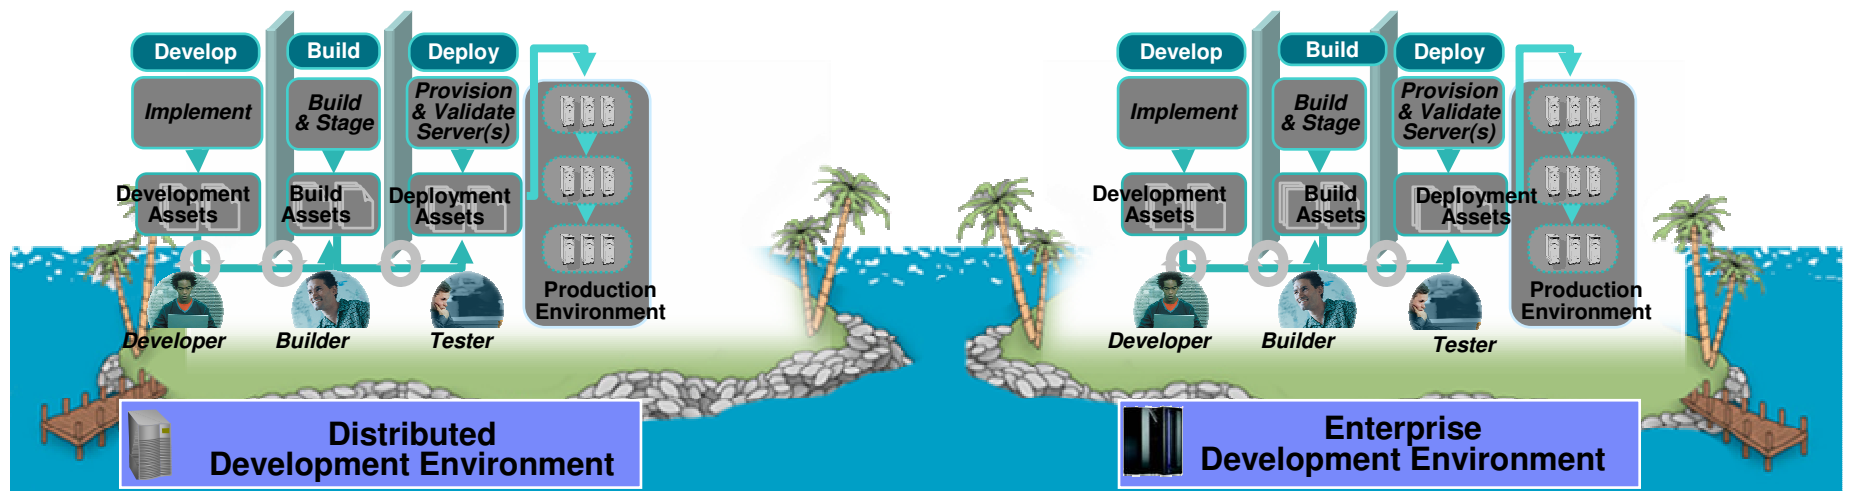 Develop
Build
Deploy
Implement
Build
& Stage
Provision
& Validate
Server(s)
Development
Assets
Build
Assets
Deployment
Assets
Production
Environment
Developer
Builder
Tester
Distributed
Development Environment
Develop
Build
Deploy
Implement
Build
& Stage
Provision
& Validate
Server(s)
Development
Assets
Build
Assets
Deployment
Assets
Production
Environment
Developer
Builder
Tester
Enterprise
Development Environment